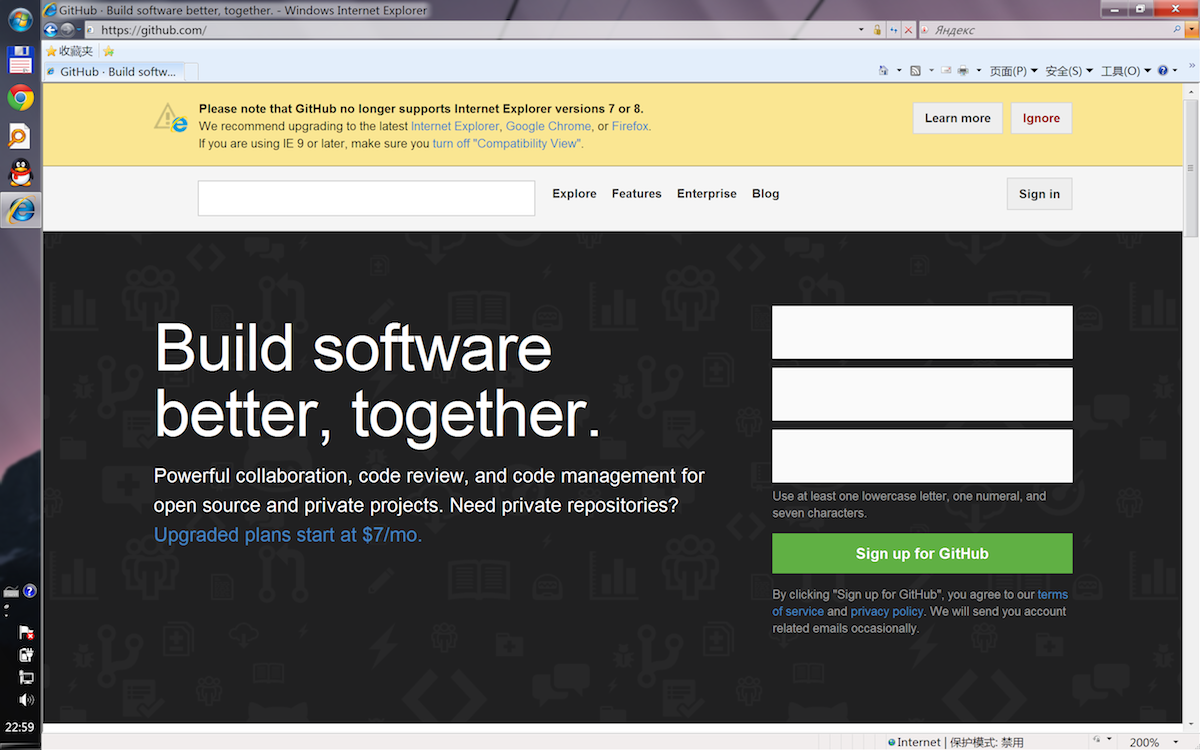 GitHub · Build software better, together. - Windows Internet Explorer
https://github.com/
Яндекс
收藏夹
GitHub · Build softw...
页面(P) 安全(S) 工具(O)
Please note that GitHub no longer supports Internet Explorer versions 7 or 8.
We recommend upgrading to the latest Internet Explorer, Google Chrome, or Firefox.
If you are using IE 9 or later, make sure you turn off "Compatibility View".
Learn more
Ignore
Explore Features Enterprise Blog
Sign in
Build software
better, together.
Powerful collaboration, code review, and code management for
open source and private projects. Need private repositories?
Upgraded plans start at $7/mo.
Use at least one lowercase letter, one numeral, and
seven characters.
Sign up for GitHub
By clicking "Sign up for GitHub", you agree to our terms
of service and privacy policy. We will send you account
related emails occasionally.
22:59
Internet | 保护模式: 禁用
200%